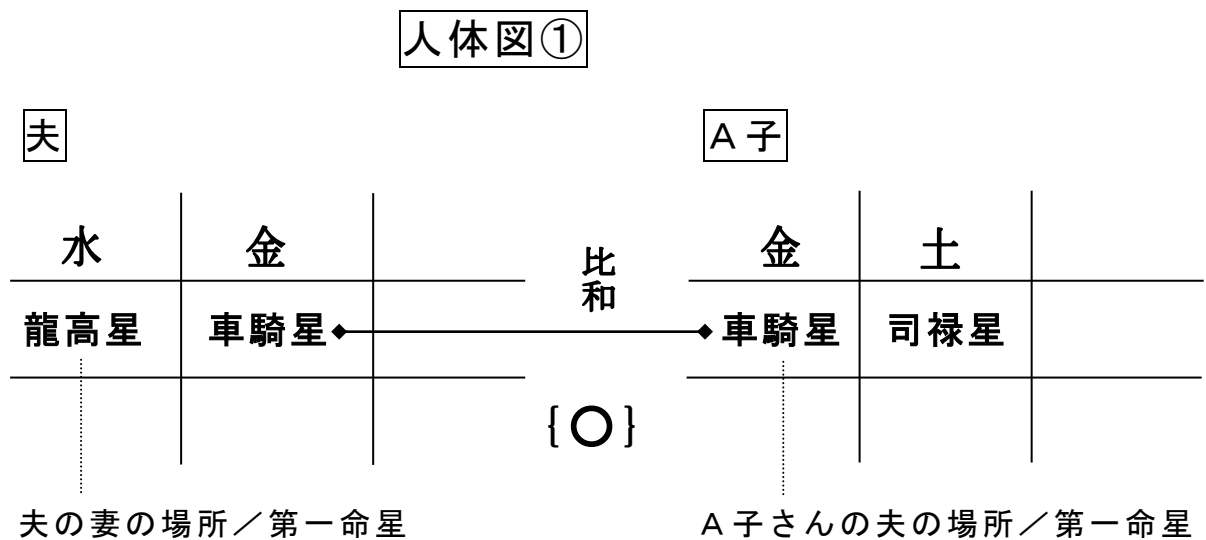 人体図①
夫
A子
水 金
金 土
比和
龍高星 車騎星
車騎星 司禄星
{〇}
夫の妻の場所／第一命星
A子さんの夫の場所／第一命星